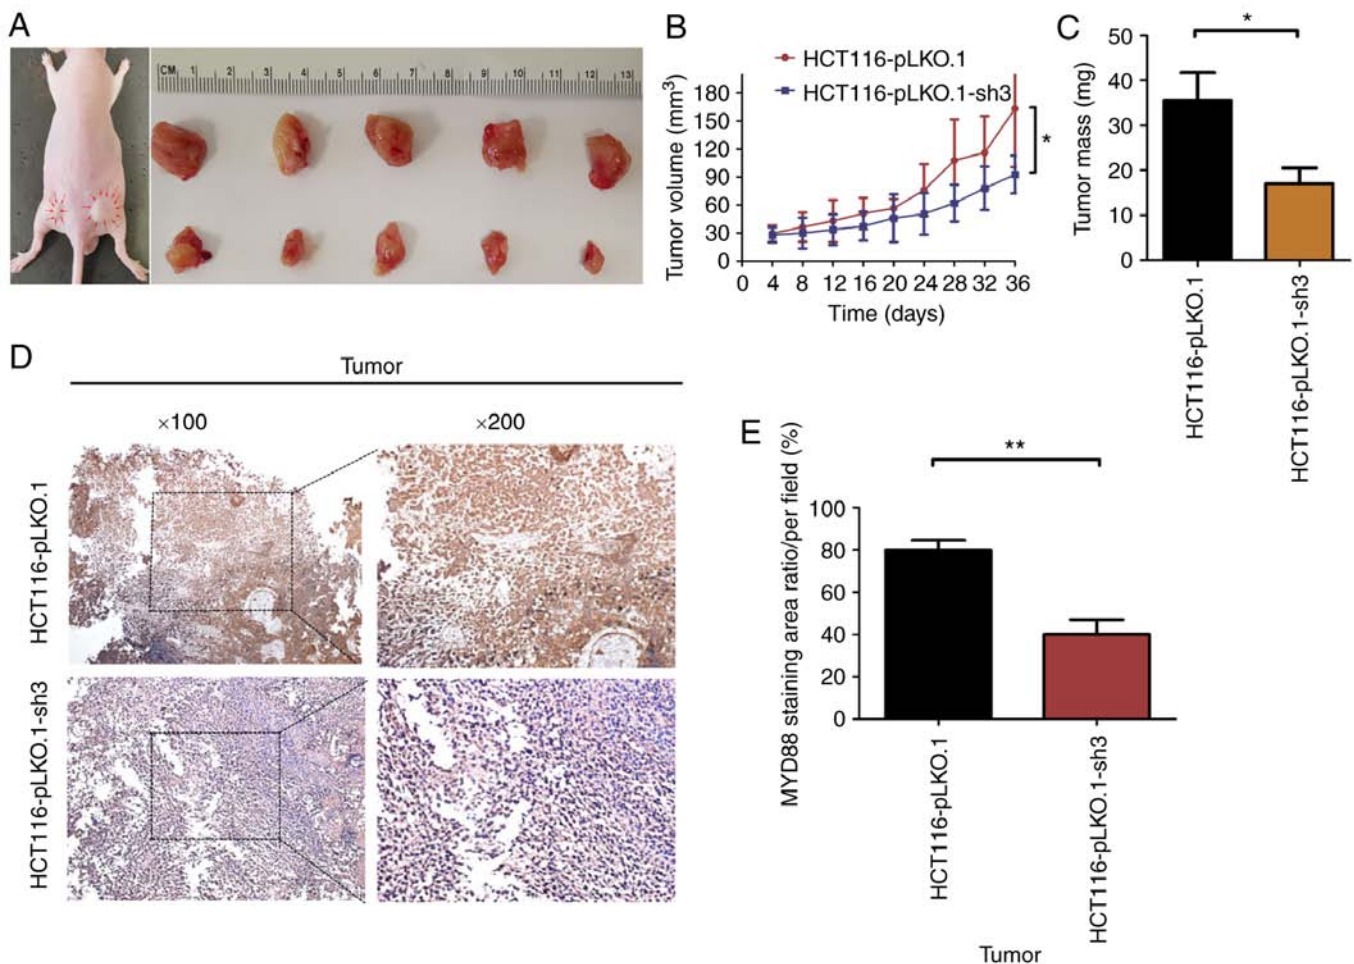 A
CM 1 2 3 4 5 6 7 8 9 10 11 12 13
B
HCT116-pLKO.1
HCT116-pLKO.1-sh3
Tumor volume (mm3)
180
150
120
90
60
30
0
*
0 4 8 12 16 20 24 28 32 36
Time (days)
C
*
Tumor mass (mg)
50
40
30
20
10
0
HCT116-pLKO.1
HCT116-pLKO.1-sh3
D
Tumor
×100 ×200
HCT116-pLKO.1
HCT116-pLKO.1-sh3
E
**
MYD88 staining area ratio/per field (%)
100
80
60
40
20
0
HCT116-pLKO.1
HCT116-pLKO.1-sh3
Tumor